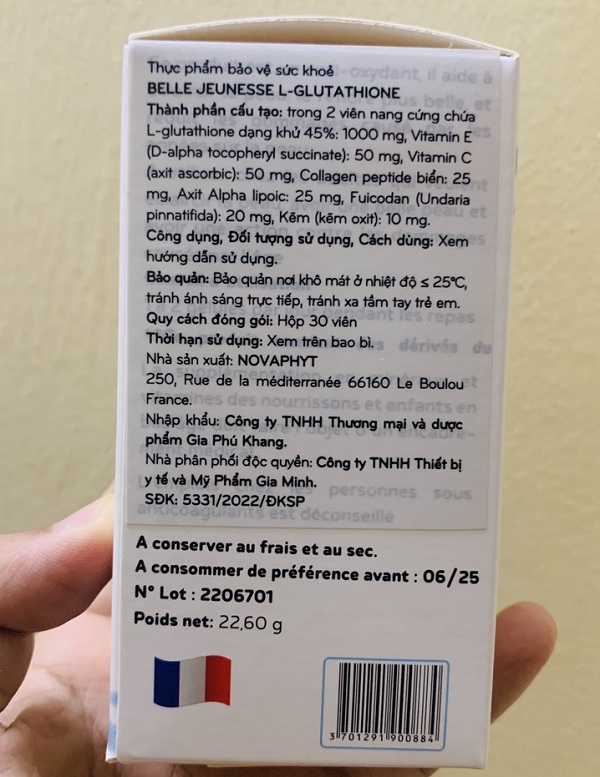 Thực phẩm bảo vệ sức khoẻ
BELLE JEUNESSE L-GLUTATHIONE
Thành phần cấu tạo: trong 2 viên nang cứng chứa
L-glutathione dạng khử 45%: 1000 mg, Vitamin E
(D-alpha tocopheryl succinate): 50 mg, Vitamin C
(axit ascorbic): 50 mg, Collagen peptide biển: 25
mg, Axit Alpha lipoic: 25 mg, Fuicodan (Undaria
pinnatifida): 20 mg, Kẽm (kẽm oxit): 10 mg.
Công dụng, Đối tượng sử dụng, Cách dùng: Xem
hướng dẫn sử dụng.
Bảo quản: Bảo quản nơi khô mát ở nhiệt độ ≤ 25°C,
tránh ánh sáng trực tiếp, tránh xa tầm tay trẻ em.
Quy cách đóng gói: Hộp 30 viên
Thời hạn sử dụng: Xem trên bao bì.
Nhà sản xuất: NOVAPHYT
250, Rue de la méditerranée 66160 Le Boulou
France.
Nhập khẩu: Công ty TNHH Thương mại và dược
phẩm Gia Phú Khang.
Nhà phân phối độc quyền: Công ty TNHH Thiết bị
y tế và Mỹ Phẩm Gia Minh.
SĐK: 5331/2022/ĐKSP
anticoagulants est déconseillé
A conserver au frais et au sec.
A consommer de préférence avant : 06/25
N° Lot : 2206701
Poids net: 22,60 g
3 701291 900884